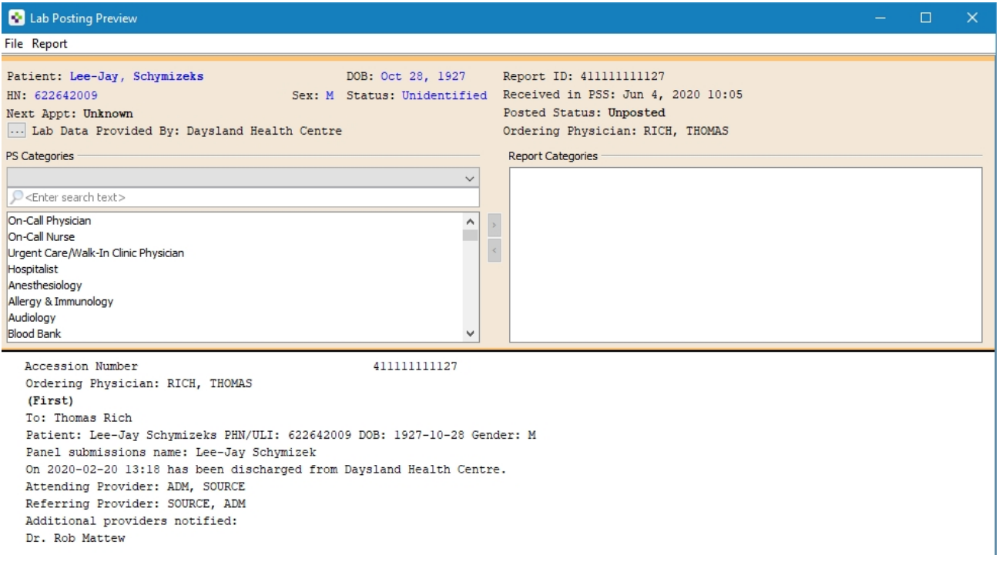 Lab Posting Preview
File Report
Patient: Lee-Jay, Schymizeks DOB: Oct 28, 1927 Report ID: 411111111127
HN: 622642009 Sex: M Status: Unidentified Received in PSS: Jun 4, 2020 10:05
Next Appt: Unknown Posted Status: Unposted
... Lab Data Provided By: Daysland Health Centre Ordering Physician: RICH, THOMAS
PS Categories Report Categories
<Enter search text>
On-Call Physician
On-Call Nurse
Urgent Care/Walk-In Clinic Physician
Hospitalist
Anesthesiology
Allergy & Immunology
Audiology
Blood Bank
>
<
Accession Number 411111111127
Ordering Physician: RICH, THOMAS
(First)
To: Thomas Rich
Patient: Lee-Jay Schymizeks PHN/ULI: 622642009 DOB: 1927-10-28 Gender: M
Panel submissions name: Lee-Jay Schymizek
On 2020-02-20 13:18 has been discharged from Daysland Health Centre.
Attending Provider: ADM, SOURCE
Referring Provider: SOURCE, ADM
Additional providers notified:
Dr. Rob Mattew